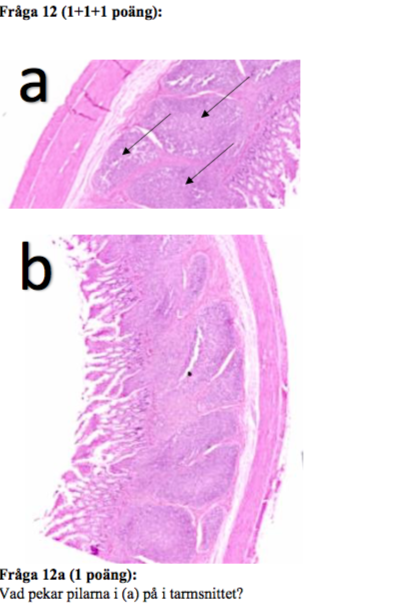 Fråga 12 (1+1+1 poäng):
a
b
Fråga 12a (1 poäng):
Vad pekar pilarna i (a) på i tarmsnittet?